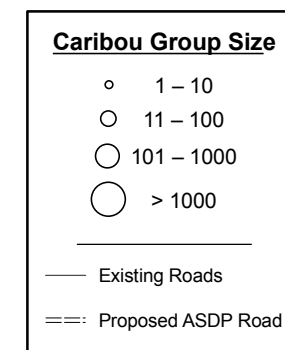 Caribou Group Size
1 – 10
11 – 100
101 – 1000
> 1000
Existing Roads
Proposed ASDP Road